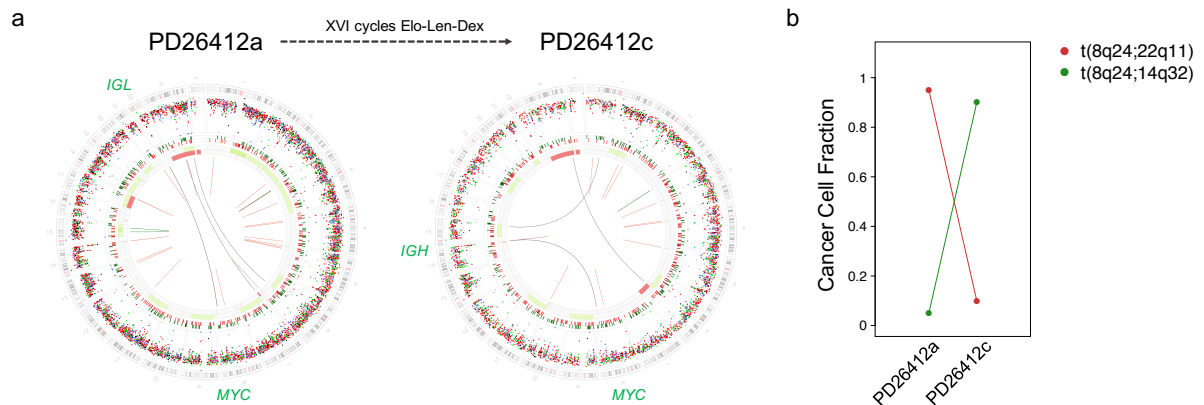 a
b
XVI cycles Elo-Len-Dex
PD26412a
PD26412c
IGL
MYC
IGH
MYC
t(8q24;22q11)
t(8q24;14q32)
Cancer Cell Fraction
1
0.8
0.6
0.4
0.2
0
PD26412a
PD26412c